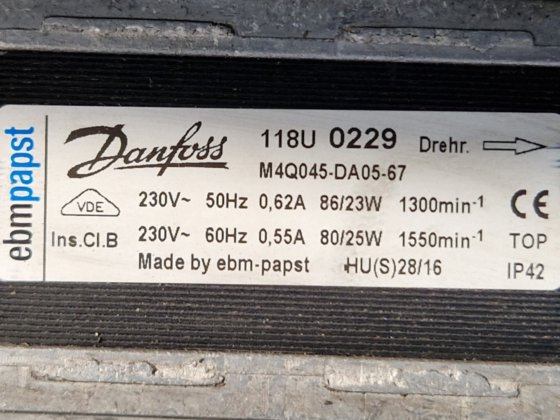 ebmpapst
Danfoss 118U 0229 Drehr.
M4Q045-DA05-67
VDE 230V~ 50Hz 0,62A 86/23W 1300min-1 CE
Ins.Cl.B 230V~ 60Hz 0,55A 80/25W 1550min-1 TOP
Made by ebm-papst HU(S)28/16 IP42